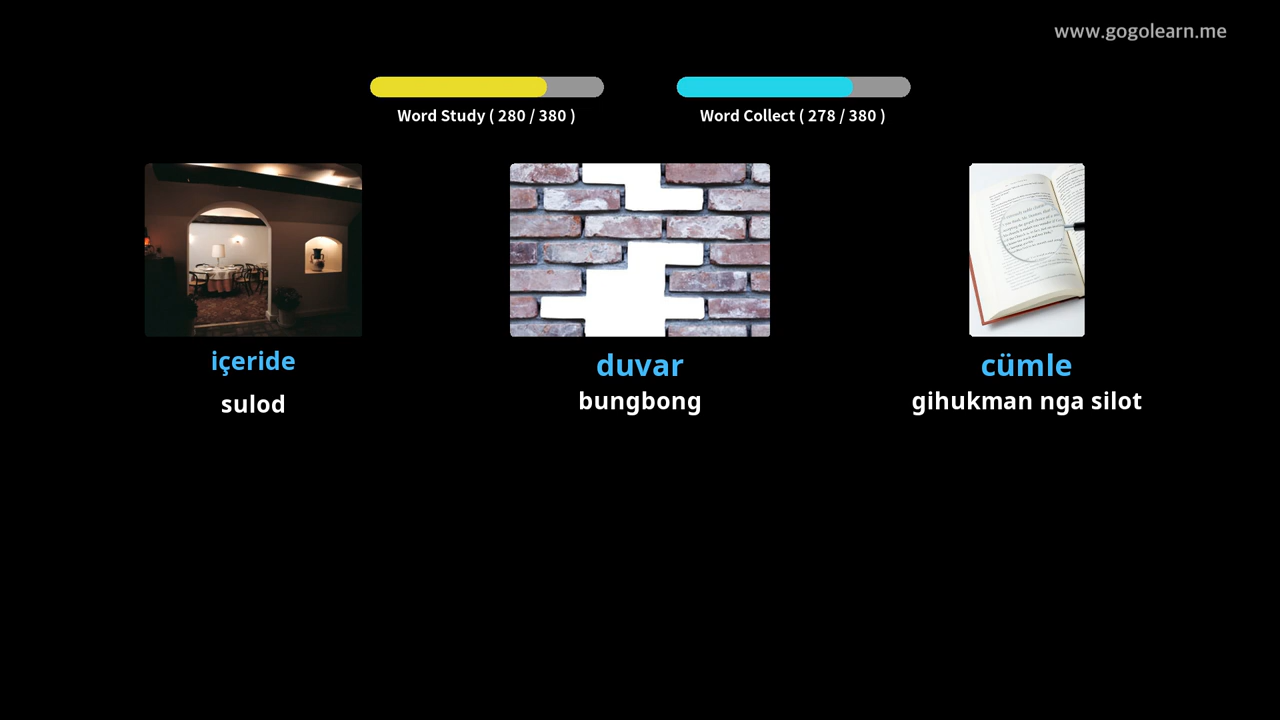 www.gogolearn.me
Word Study ( 280 / 380 )
Word Collect ( 278 / 380 )
içeride
duvar
cümle
sulod
bungbong
gihukman nga silot